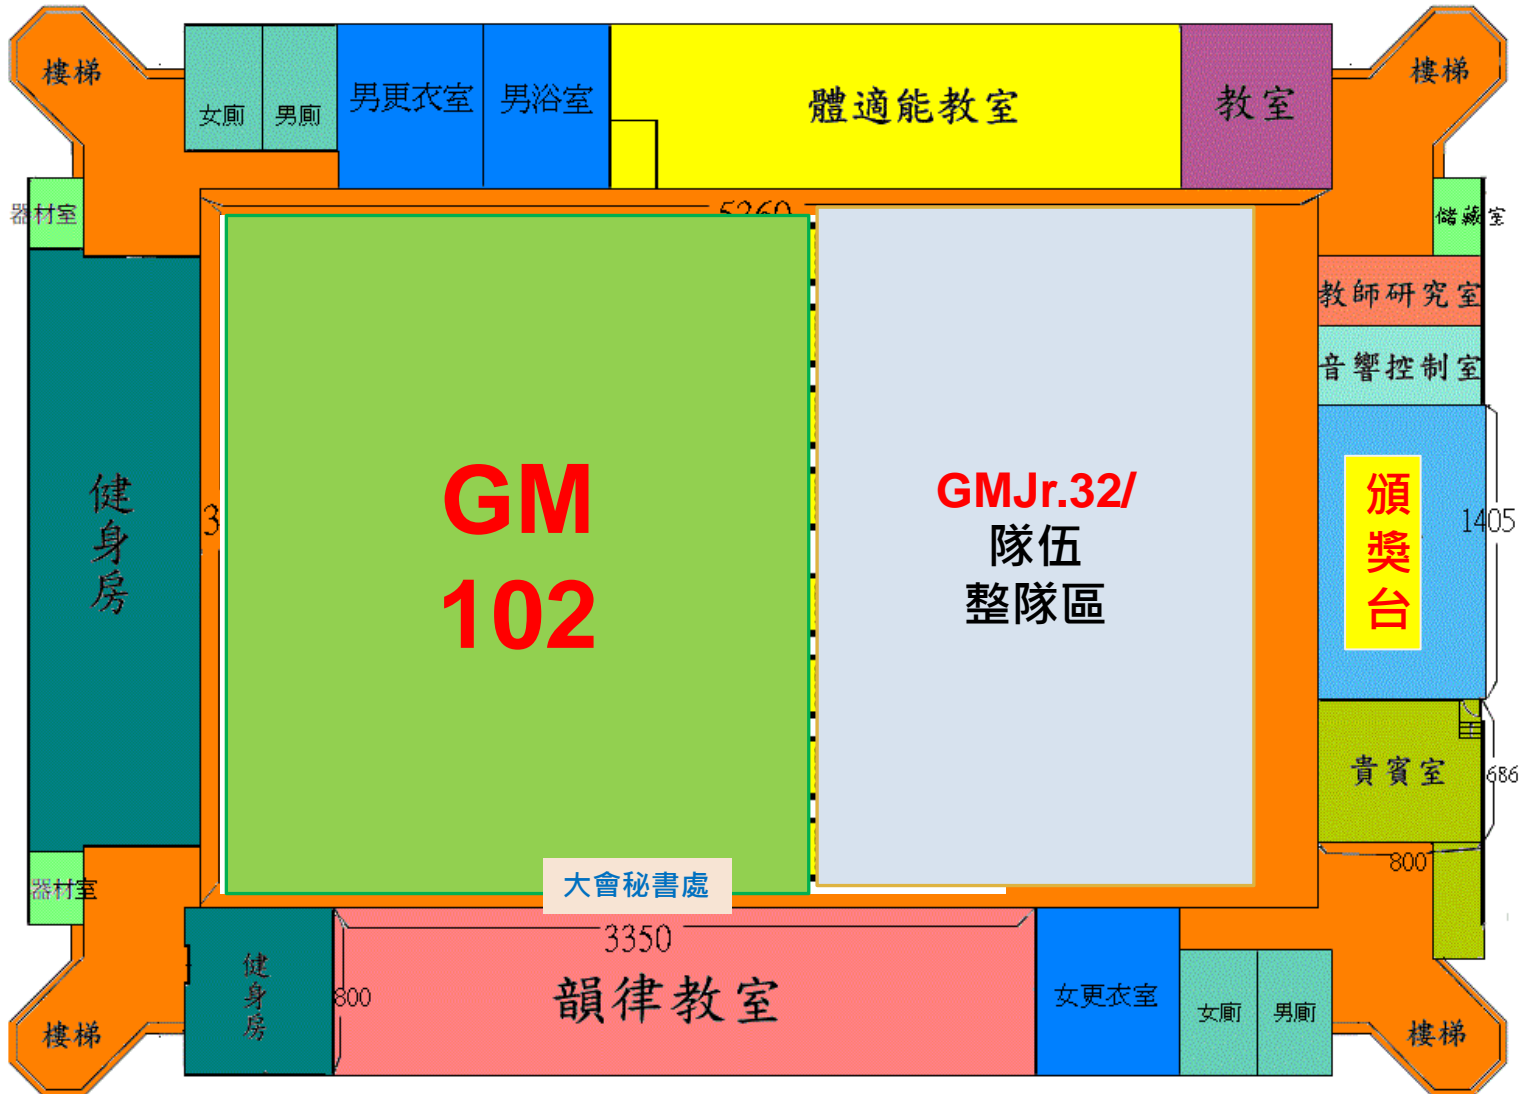 樓梯
女廁
男廁
男更衣室
男浴室
體適能教室
教室
樓梯
器材室
儲藏室
5260
教師研究室
音響控制室
健身房
3
GM
102
GMJr.32/
隊伍
整隊區
頒獎台
1405
貴賓室
686
800
器材室
大會秘書處
3350
健身房
800
韻律教室
女更衣室
女廁
男廁
樓梯
樓梯